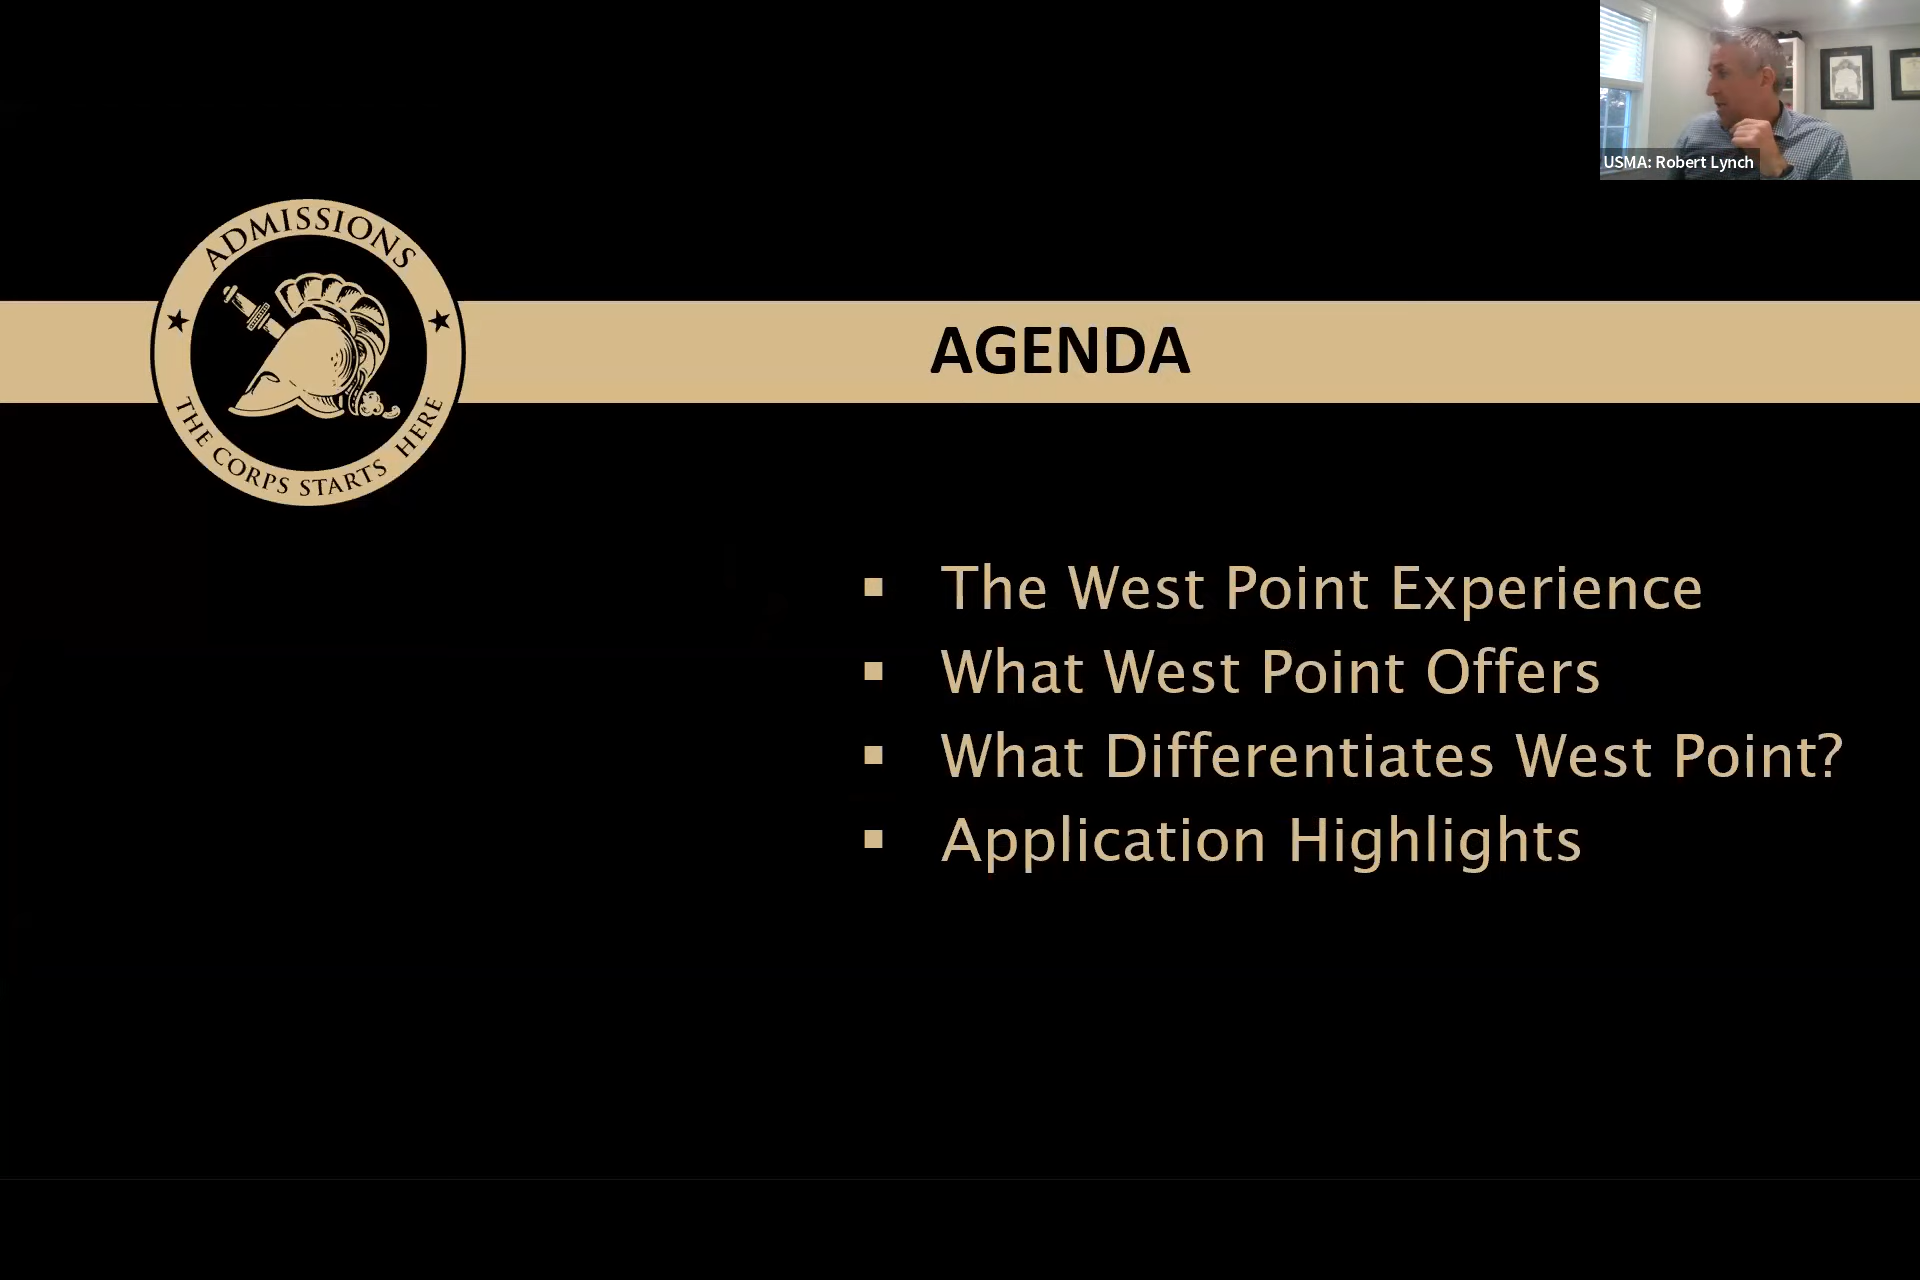 USMA: Robert Lynch
ADMISSIONS
THE CORPS STARTS HERE
AGENDA
▪ The West Point Experience
▪ What West Point Offers
▪ What Differentiates West Point?
▪ Application Highlights